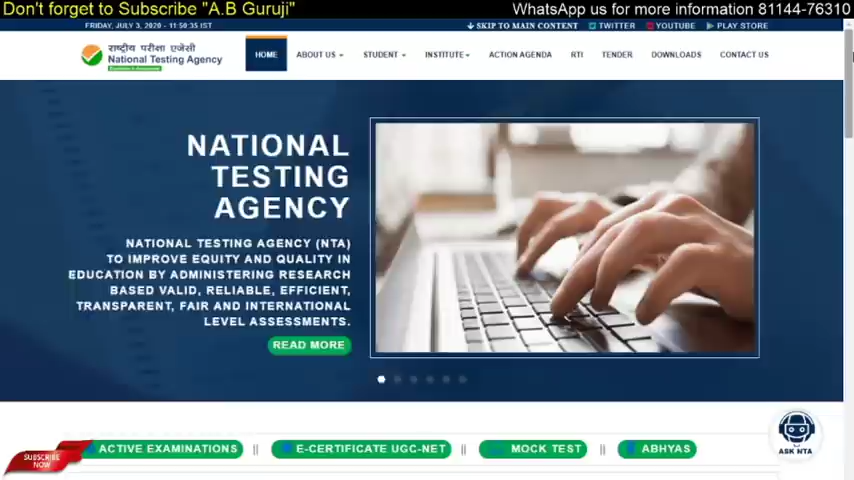 Don't forget to Subscribe "A.B Guruji"
WhatsApp us for more information 81144-76310
FRIDAY, JULY 3, 2020 - 11:50:35 IST
SKIP TO MAIN CONTENT TWITTER YOUTUBE PLAY STORE
राष्ट्रीय परीक्षा एजेंसी
National Testing Agency
HOME ABOUT US STUDENT INSTITUTE ACTION AGENDA RTI TENDER DOWNLOADS CONTACT US
NATIONAL
TESTING
AGENCY
NATIONAL TESTING AGENCY (NTA)
TO IMPROVE EQUITY AND QUALITY IN
EDUCATION BY ADMINISTERING RESEARCH
BASED VALID, RELIABLE, EFFICIENT,
TRANSPARENT, FAIR AND INTERNATIONAL
LEVEL ASSESSMENTS.
READ MORE
ACTIVE EXAMINATIONS || E-CERTIFICATE UGC-NET || MOCK TEST || ABHYAS
ASK NTA
SUBSCRIBE
NOW